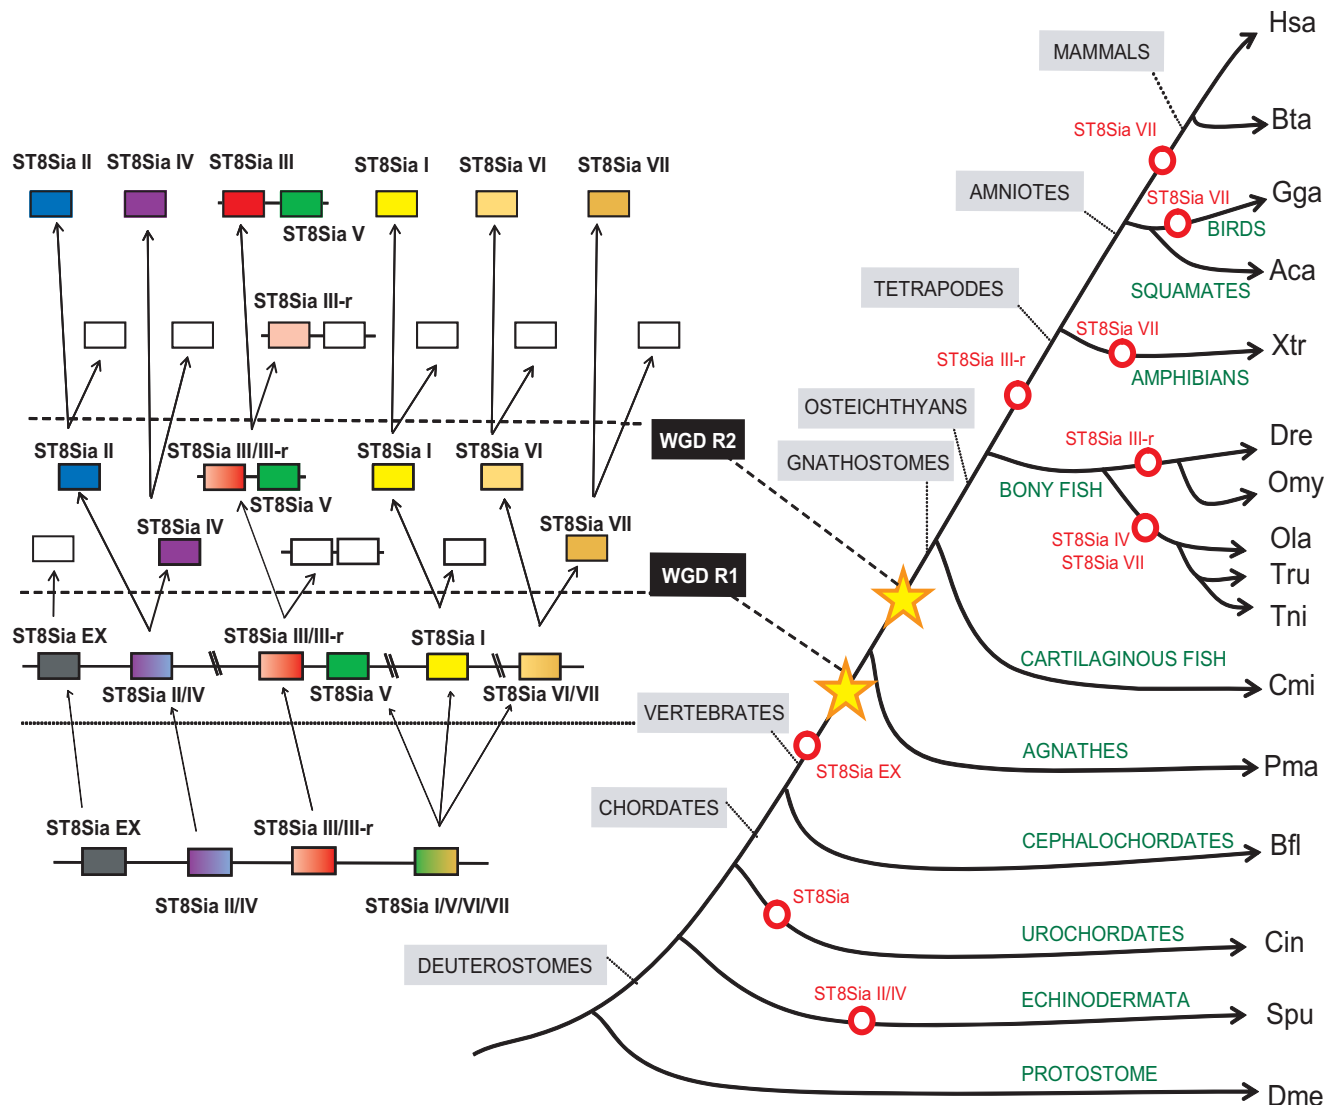 ST8Sia II
ST8Sia IV
ST8Sia III
ST8Sia I
ST8Sia VI
ST8Sia VII
ST8Sia V
ST8Sia III-r
WGD R2
ST8Sia II
ST8Sia III/III-r
ST8Sia I
ST8Sia VI
ST8Sia V
ST8Sia IV
ST8Sia VII
WGD R1
ST8Sia EX
ST8Sia III/III-r
ST8Sia I
ST8Sia II/IV
ST8Sia V
ST8Sia VI/VII
ST8Sia EX
ST8Sia III/III-r
ST8Sia II/IV
ST8Sia I/V/VI/VII
Hsa
MAMMALS
Bta
ST8Sia VII
AMNIOTES
ST8Sia VII
Gga
BIRDS
Aca
SQUAMATES
TETRAPODES
ST8Sia VII
Xtr
AMPHIBIANS
ST8Sia III-r
OSTEICHTHYANS
GNATHOSTOMES
ST8Sia III-r
Dre
BONY FISH
Omy
ST8Sia IV
ST8Sia VII
Ola
Tru
Tni
CARTILAGINOUS FISH
Cmi
VERTEBRATES
AGNATHES
Pma
ST8Sia EX
CHORDATES
CEPHALOCHORDATES
Bfl
ST8Sia
UROCHORDATES
Cin
DEUTEROSTOMES
ST8Sia II/IV
ECHINODERMATA
Spu
PROTOSTOME
Dme